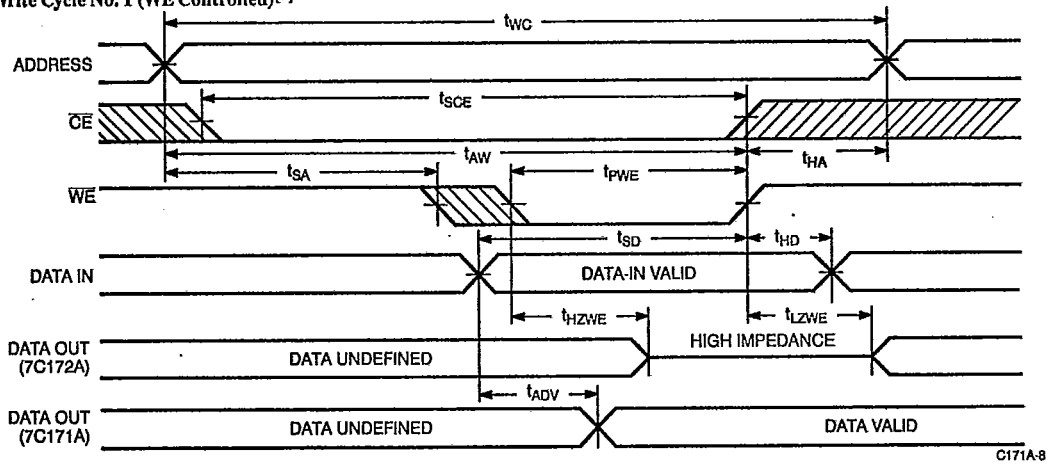 Write Cycle No. 1 (WE Controlled)
tWC
ADDRESS
tSCE
CE
tAW
tHA
tSA
tPWE
WE
tSD
tHD
DATA IN
DATA-IN VALID
tHZWE
tLZWE
DATA OUT
(7C172A)
DATA UNDEFINED
HIGH IMPEDANCE
tADV
DATA OUT
(7C171A)
DATA UNDEFINED
DATA VALID
C171A-8